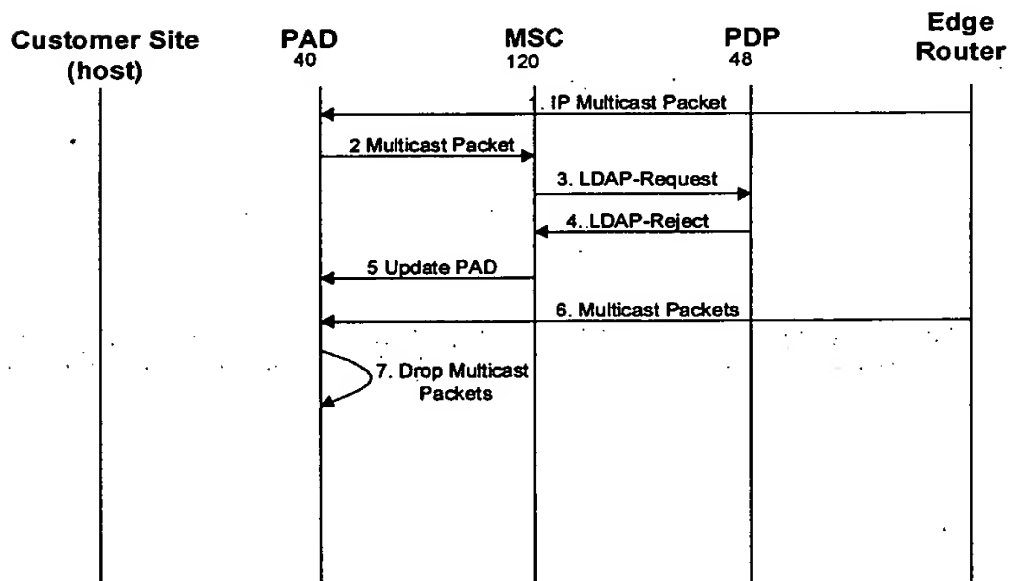 Customer Site
(host)
PAD
40
MSC
120
PDP
48
Edge
Router
1. IP Multicast Packet
2 Multicast Packet
3. LDAP-Request
4. LDAP-Reject
5 Update PAD
6. Multicast Packets
7. Drop Multicast
Packets